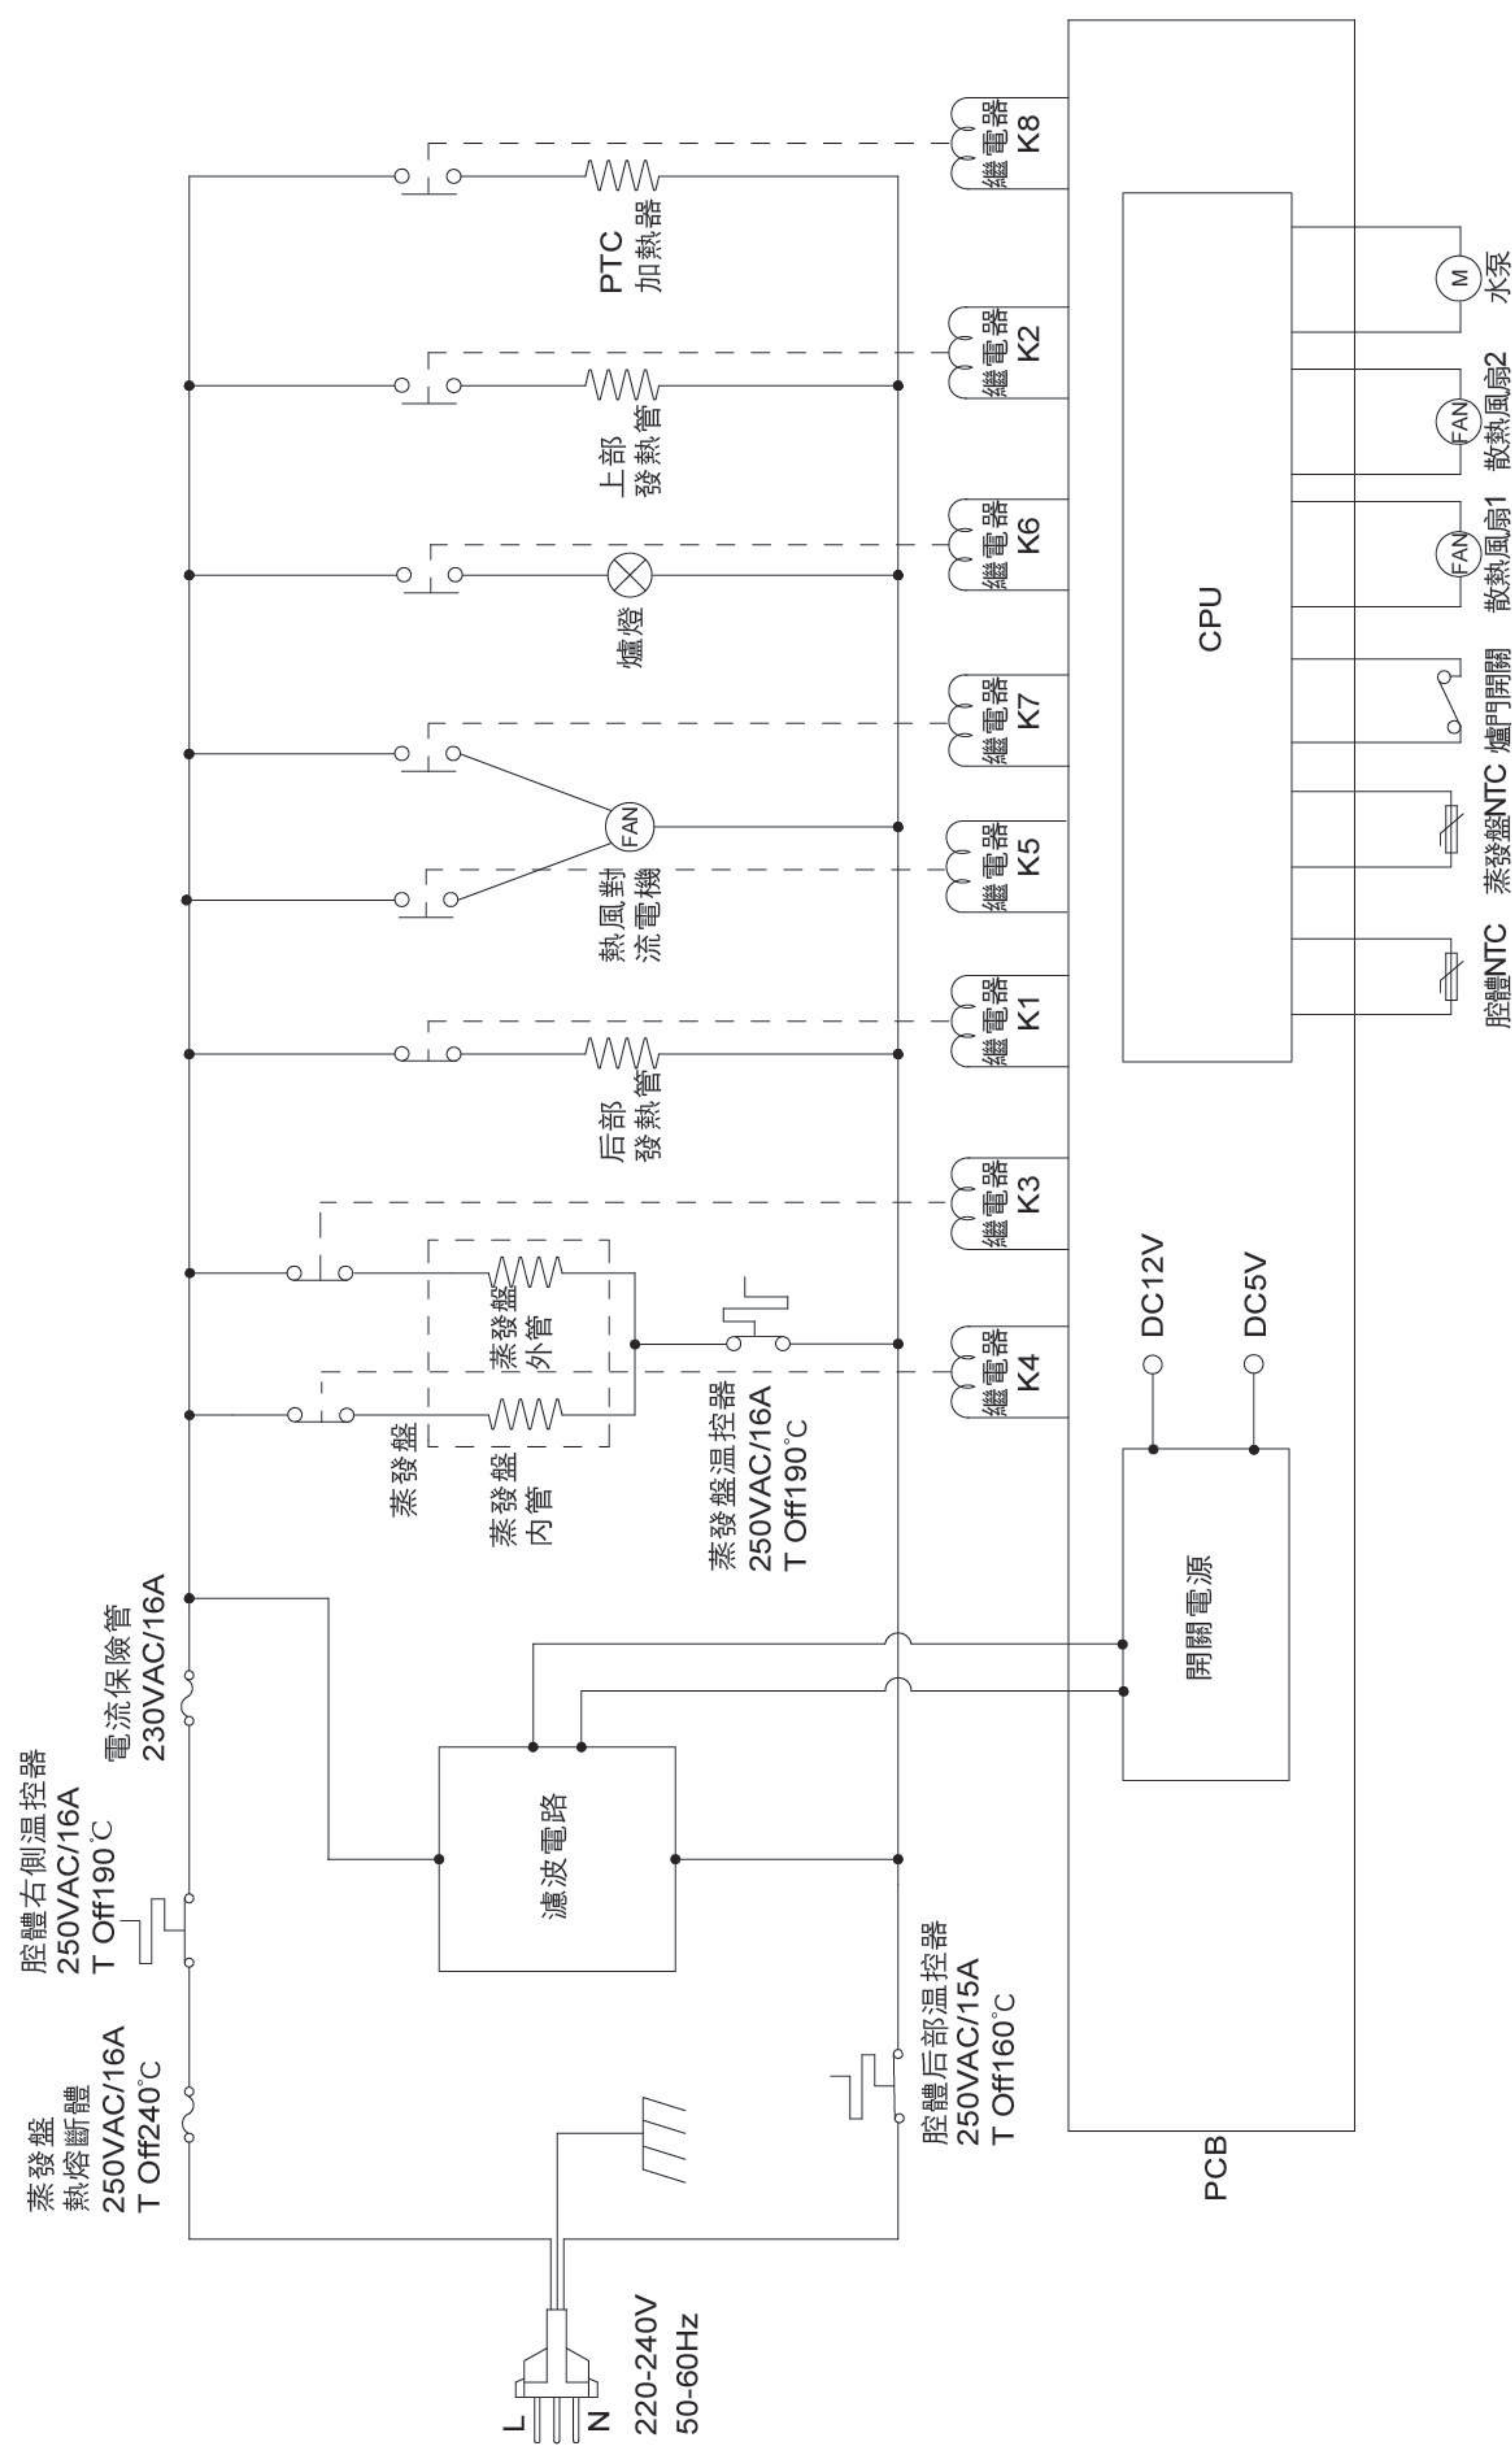 L
N
220-240V
50-60Hz
蒸發盤
熱熔斷體
250VAC/16A
T Off240℃
腔體右側温控器
250VAC/16A
T Off190℃
電流保險管
230VAC/16A
濾波電路
腔體后部温控器
250VAC/15A
T Off160℃
蒸發盤
蒸發盤
内管
蒸發盤
外管
蒸發盤温控器
250VAC/16A
T Off190℃
后部
發熱管
熱風對
流電機
FAN
爐燈
上部
發熱管
PTC
加熱器
繼電器
K4
繼電器
K3
繼電器
K1
繼電器
K5
繼電器
K7
繼電器
K6
繼電器
K2
繼電器
K8
PCB
開關電源
DC12V
DC5V
CPU
腔體NTC
蒸發盤NTC
爐門開關
FAN
散熱風扇1
FAN
散熱風扇2
M
水泵